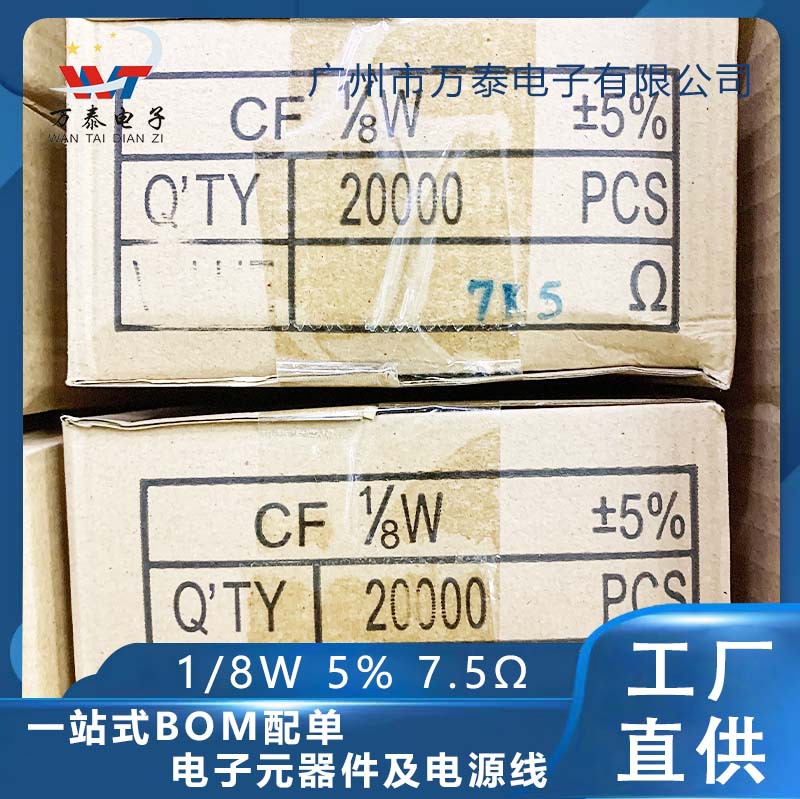 WT
万泰电子
WAN TAI DIAN ZI
广州市万泰电子有限公司
CF 1/8W ±5%
Q'TY 20000 PCS
7K5 Ω
CF 1/8W ±5%
Q'TY 20000 PCS
1/8W 5% 7.5Ω
一站式BOM配单
电子元器件及电源线
工厂
直供